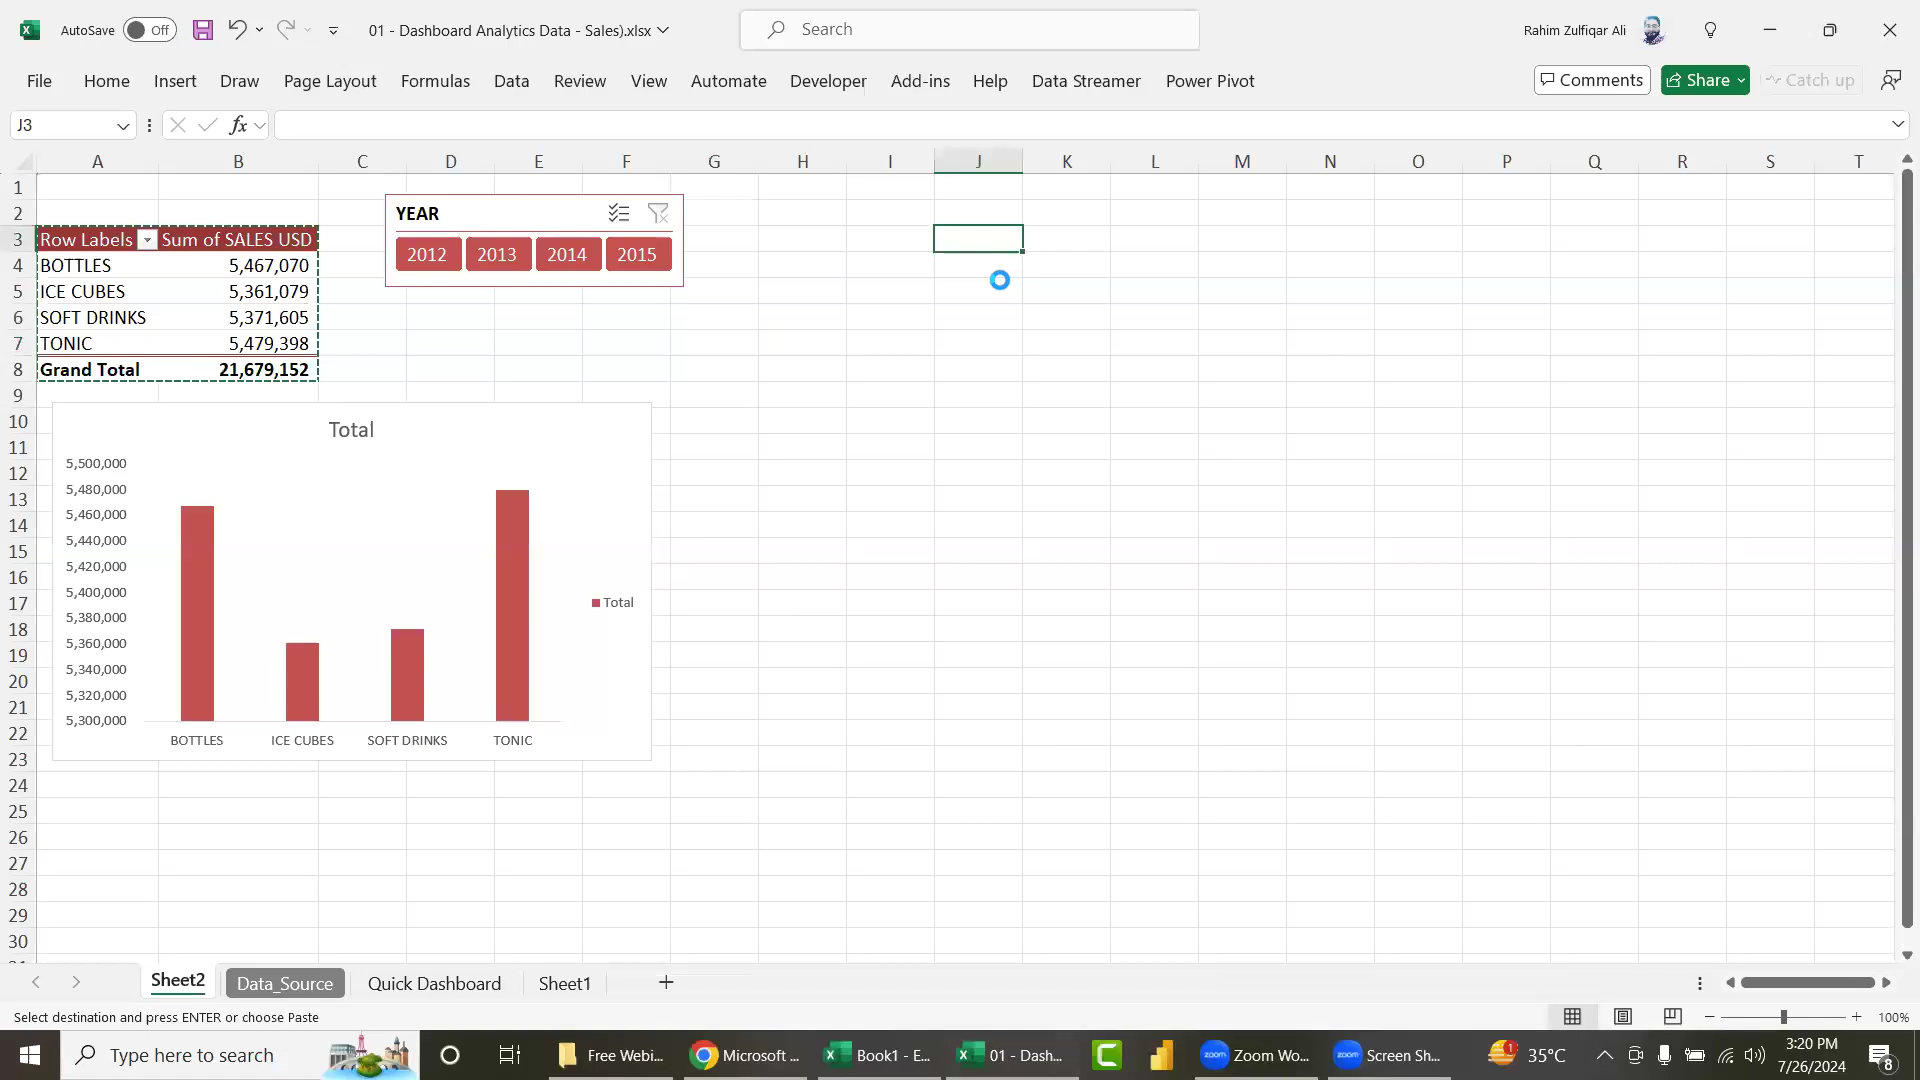 AutoSave Off 01 - Dashboard Analytics Data - Sales).xlsx Search Rahim Zulfiqar Ali
File Home Insert Draw Page Layout Formulas Data Review View Automate Developer Add-ins Help Data Streamer Power Pivot Comments Share Catch up
J3 fx
A B C D E F G H I J K L M N O P Q R S T
1
2 YEAR
3 Row Labels Sum of SALES USD 2012 2013 2014 2015
4 BOTTLES 5,467,070
5 ICE CUBES 5,361,079
6 SOFT DRINKS 5,371,605
7 TONIC 5,479,398
8 Grand Total 21,679,152
9
10 Total
11
12 5,500,000
13 5,480,000
14 5,460,000
15 5,440,000
16 5,420,000
17 5,400,000 Total
18 5,380,000
19 5,360,000
20 5,340,000
21 5,320,000
22 5,300,000
BOTTLES ICE CUBES SOFT DRINKS TONIC
23
24
25
26
27
28
29
30
Sheet2 Data_Source Quick Dashboard Sheet1
Select destination and press ENTER or choose Paste 100%
Type here to search Free Webi... Microsoft ... Book1 - E... 01 - Dash... zoom Zoom Wo... zoom Screen Sh... 1 35°C 3:20 PM
7/26/2024 8